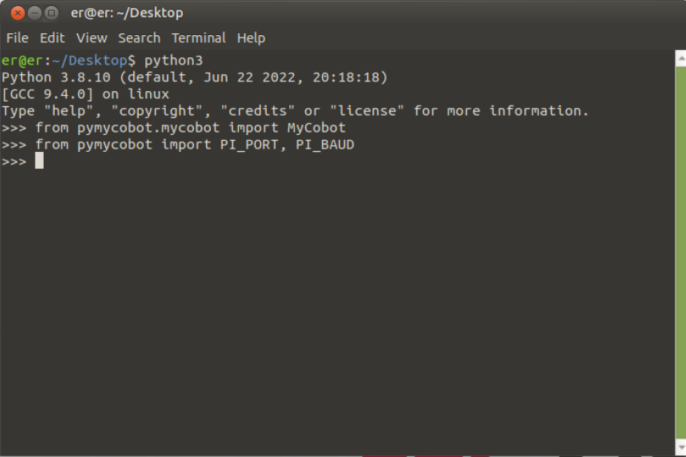 er@er: ~/Desktop
File Edit View Search Terminal Help
er@er:~/Desktop$ python3
Python 3.8.10 (default, Jun 22 2022, 20:18:18)
[GCC 9.4.0] on linux
Type "help", "copyright", "credits" or "license" for more information.
>>> from pymycobot.mycobot import MyCobot
>>> from pymycobot import PI_PORT, PI_BAUD
>>>